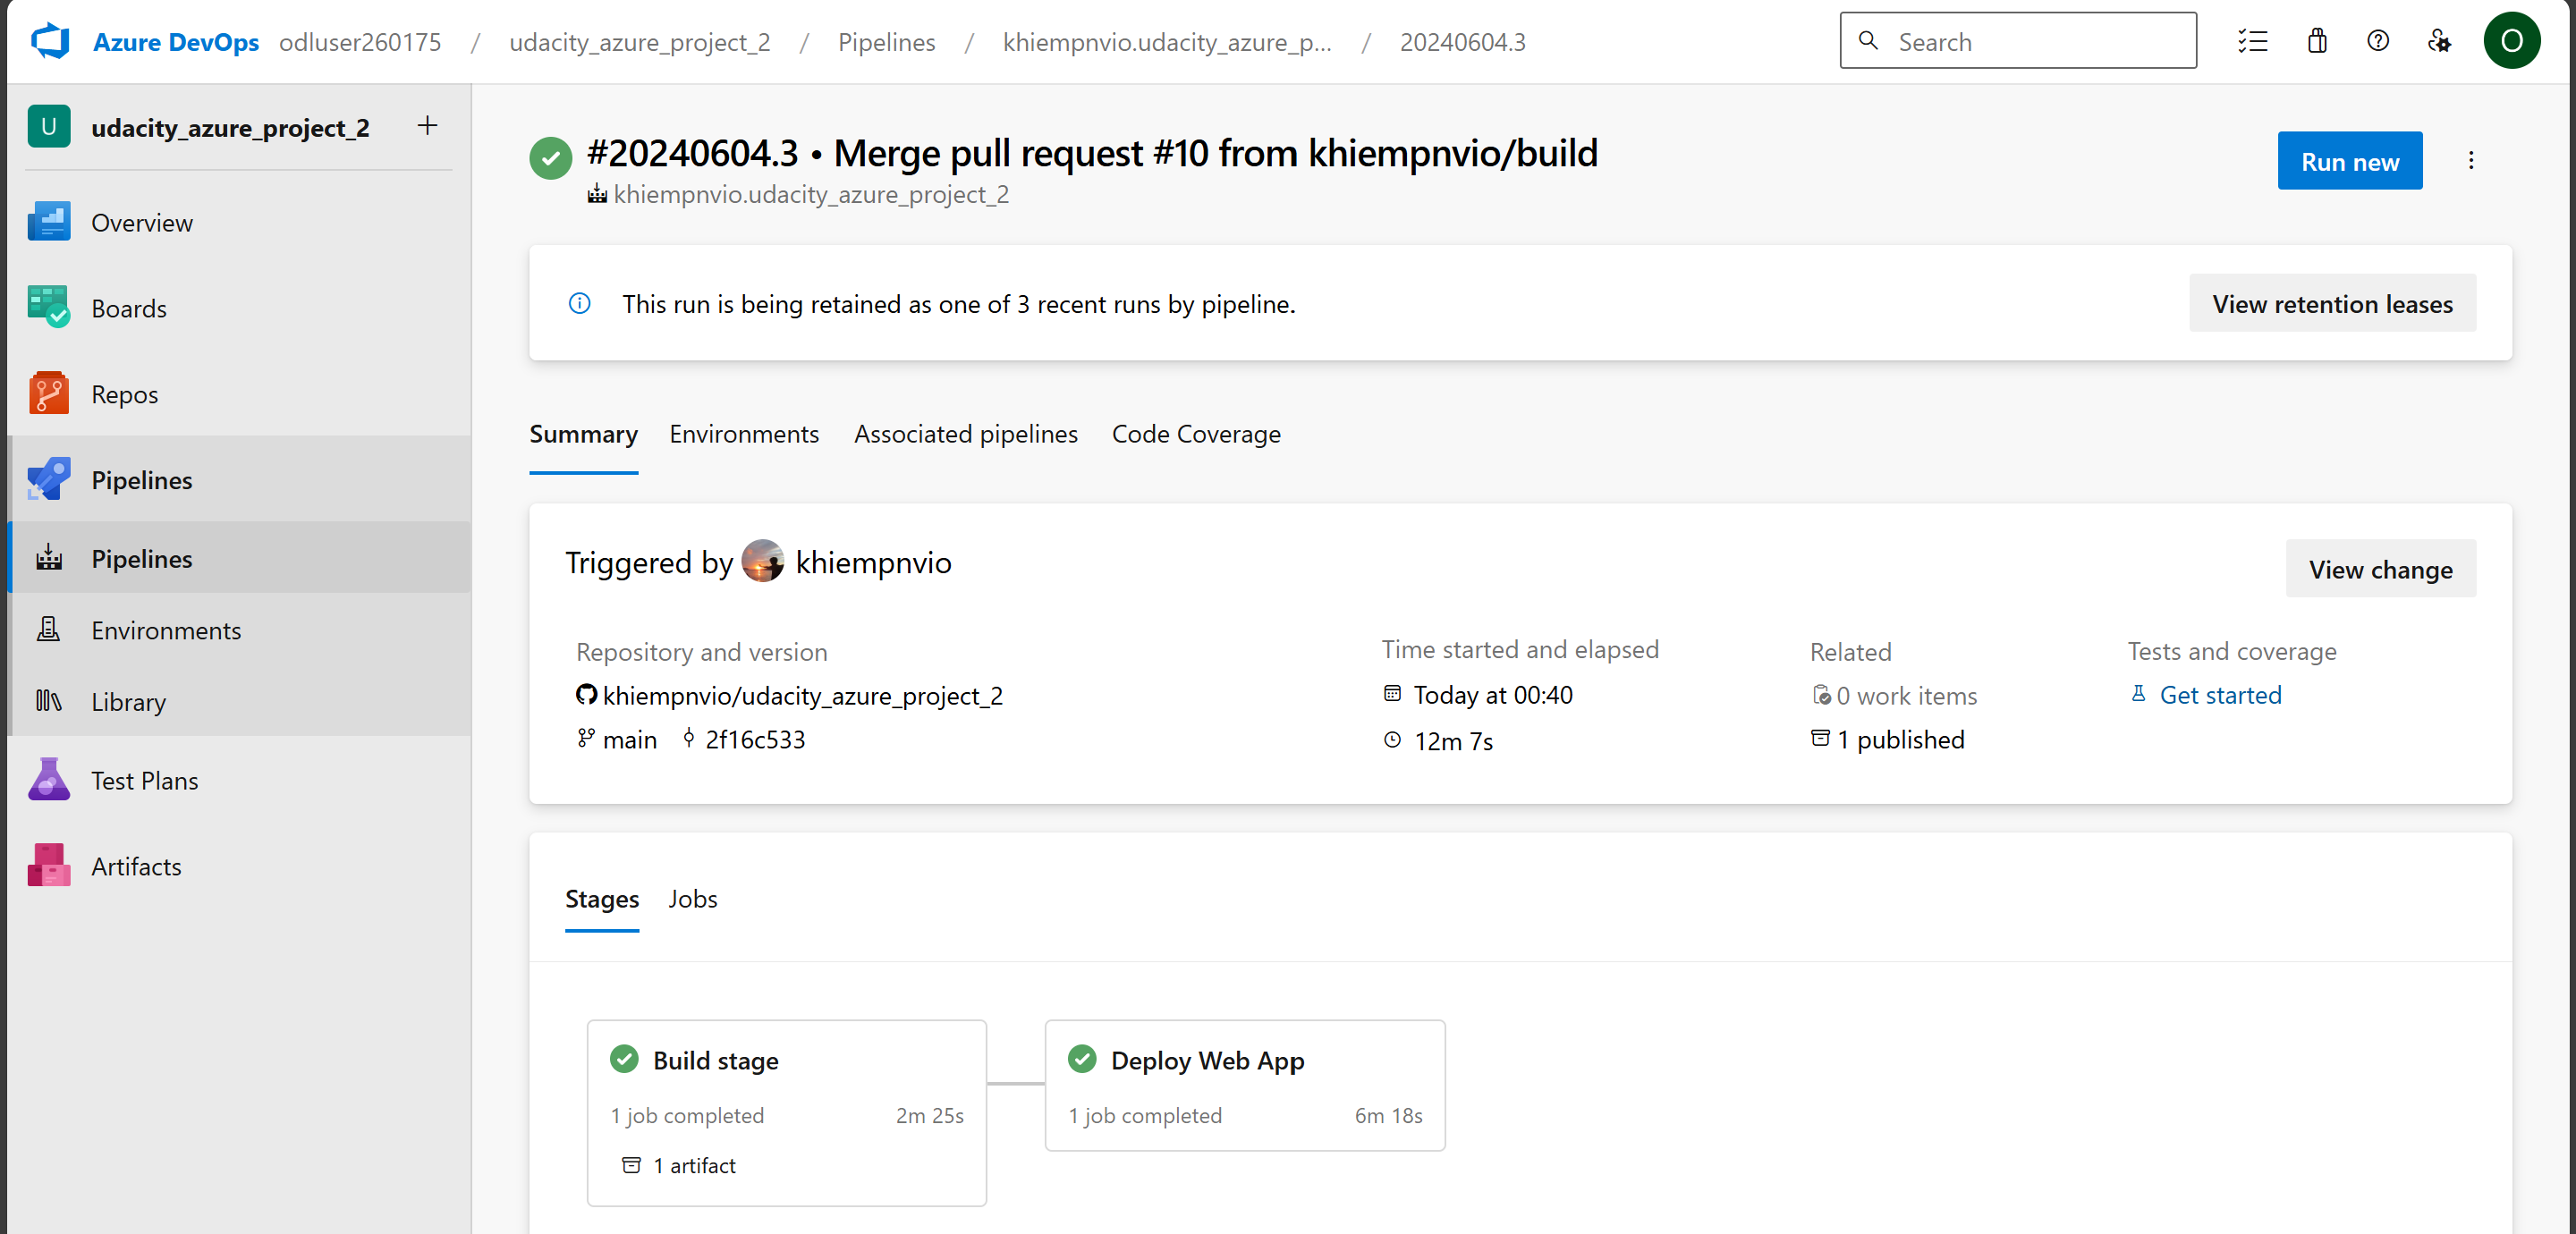 Azure DevOps odluser260175 / udacity_azure_project_2 / Pipelines / khiempnvio.udacity_azure_p... / 20240604.3
Search
O
U udacity_azure_project_2 +
Overview
Boards
Repos
Pipelines
Pipelines
Environments
Library
Test Plans
Artifacts
#20240604.3 • Merge pull request #10 from khiempnvio/build
khiempnvio.udacity_azure_project_2
Run new
This run is being retained as one of 3 recent runs by pipeline.
View retention leases
Summary Environments Associated pipelines Code Coverage
Triggered by khiempnvio
View change
Repository and version
khiempnvio/udacity_azure_project_2
main 2f16c533
Time started and elapsed
Today at 00:40
12m 7s
Related
0 work items
1 published
Tests and coverage
Get started
Stages Jobs
Build stage
1 job completed 2m 25s
1 artifact
Deploy Web App
1 job completed 6m 18s